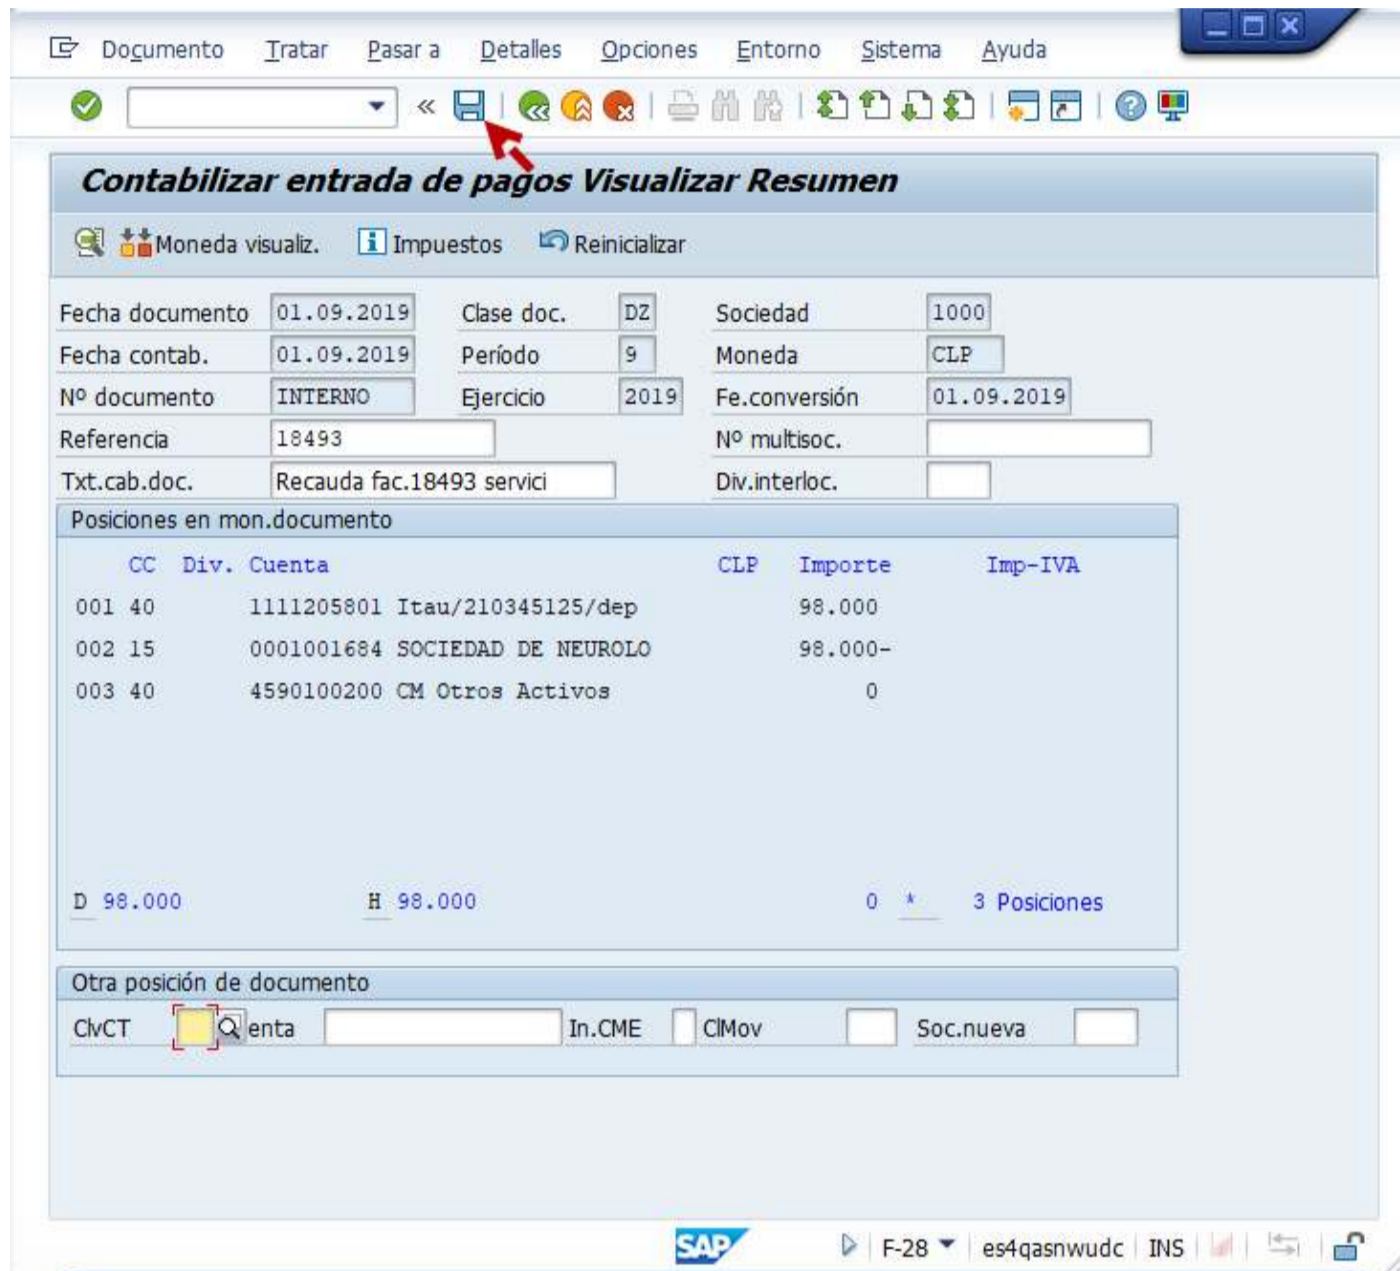 Documento Tratar Pasar a Detalles Opciones Entorno Sistema Ayuda
Contabilizar entrada de pagos Visualizar Resumen
Moneda visualiz. Impuestos Reinicializar
Fecha documento 01.09.2019 Clase doc. DZ Sociedad 1000
Fecha contab. 01.09.2019 Período 9 Moneda CLP
Nº documento INTERNO Ejercicio 2019 Fe.conversión 01.09.2019
Referencia 18493 Nº multisoc.
Txt.cab.doc. Recauda fac.18493 servici Div.interloc.
Posiciones en mon.documento
CC Div. Cuenta CLP Importe Imp-IVA
001 40 1111205801 Itau/210345125/dep 98.000
002 15 0001001684 SOCIEDAD DE NEUROLO 98.000-
003 40 4590100200 CM Otros Activos 0
D 98.000 H 98.000 0 * 3 Posiciones
Otra posición de documento
ClvCT enta In.CME ClMov Soc.nueva
SAP F-28 es4qasnwudc INS